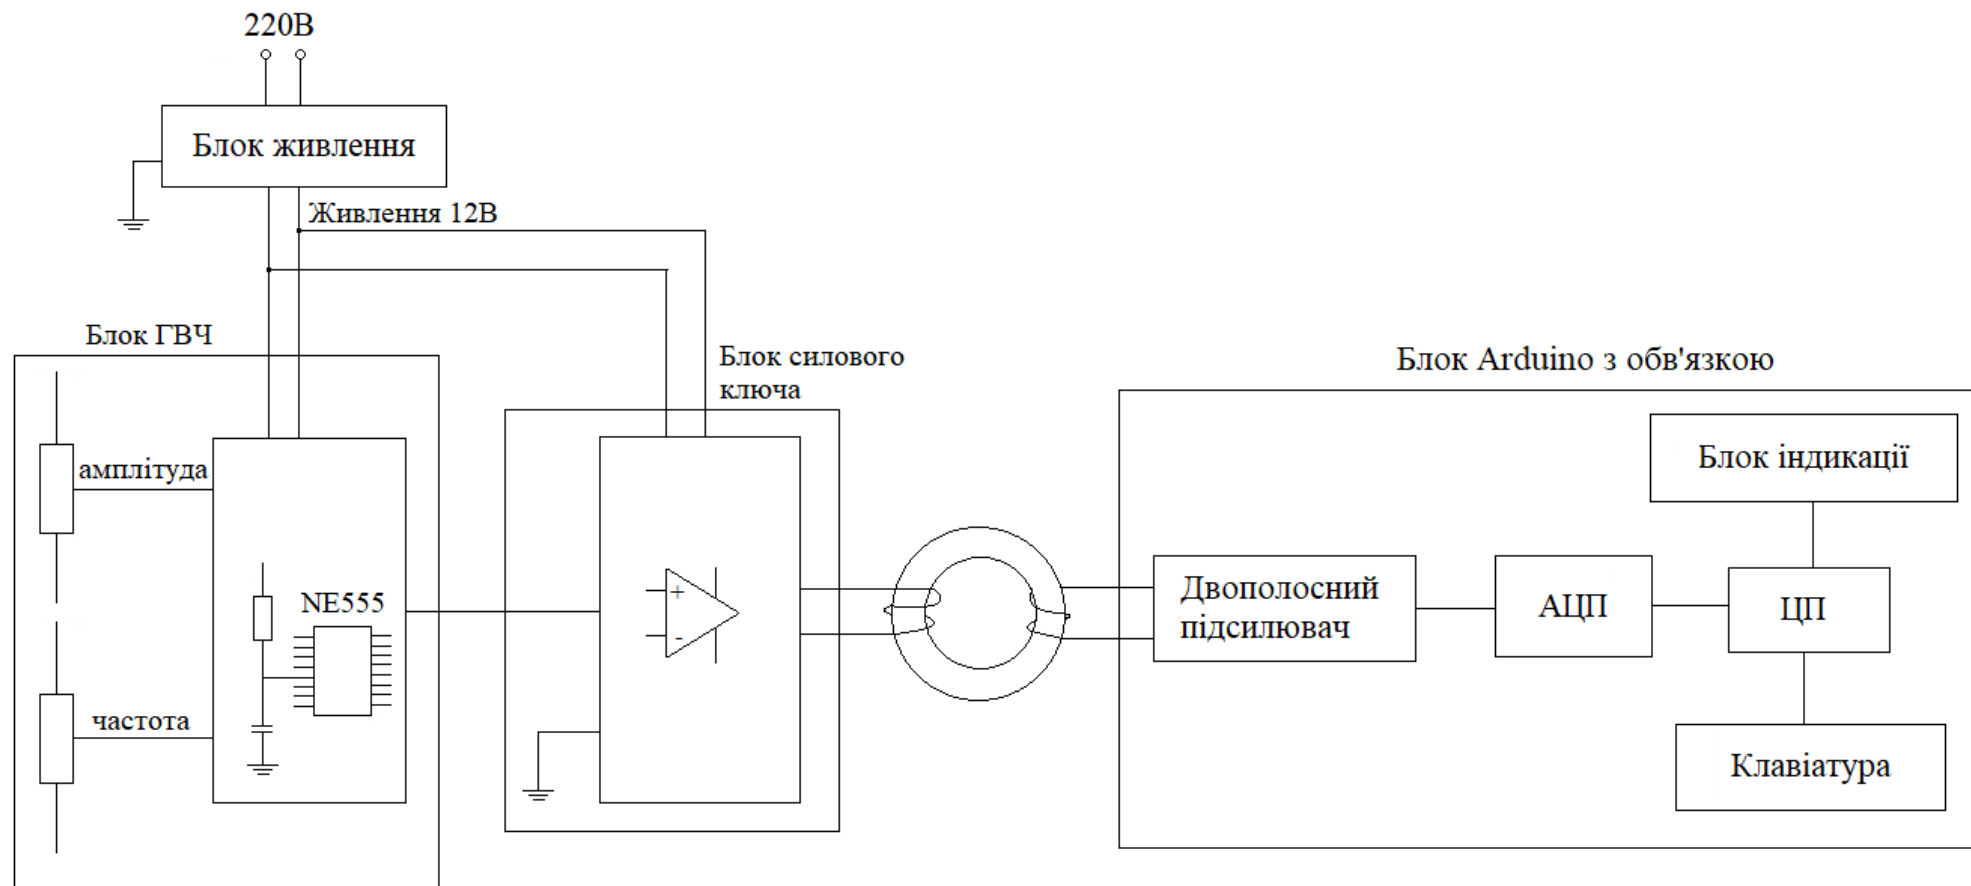 220В
Блок живлення
Живлення 12В
Блок ГВЧ
Блок силового
ключа
Блок Arduino з обв'язкою
амплітуда
NE555
частота
+
-
Двополосний
підсилювач
АЦП
ЦП
Блок індикації
Клавіатура